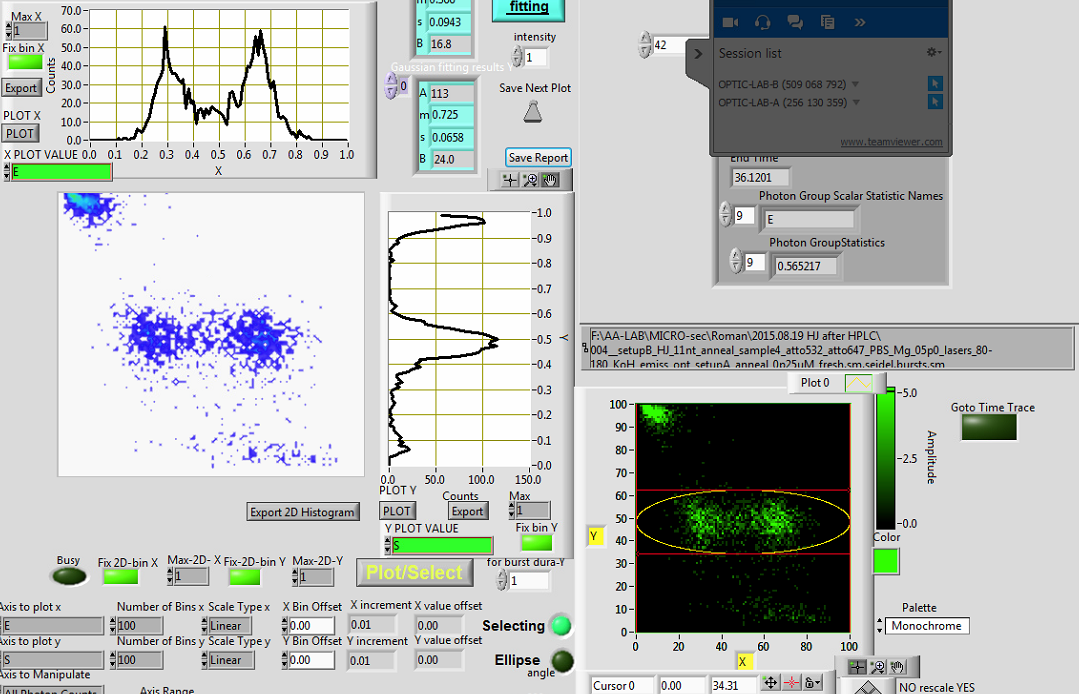 Max X
1
Fix bin X
Export
PLOT X
PLOT
X PLOT VALUE
E
Counts
70.0
60.0
50.0
40.0
30.0
20.0
10.0
0.0
0.0 0.1 0.2 0.3 0.4 0.5 0.6 0.7 0.8 0.9 1.0
X
s 0.0943
B 16.8
Gaussian fitting results Y
0
A 113
m 0.725
s 0.0658
B 24.0
fitting
intensity
1
Save Next Plot
Save Report
42
Session list
OPTIC-LAB-B (509 068 792)
OPTIC-LAB-A (256 130 359)
www.teamviewer.com
End Time
36.1201
Photon Group Scalar Statistic Names
9 E
Photon GroupStatistics
9 0.565217
F:\AA-LAB\MICRO-sec\Roman\2015.08.19 HJ after HPLC\
004__setupB_HJ_11nt_anneal_sample4_atto532_atto647_PBS_Mg_05p0_lasers_80-
180_KoH_emiss_opt_setupA_anneal_0p25uM_fresh.sm.seidel.bursts.sm
-1.0
-0.9
-0.8
-0.7
-0.6
-0.5
-0.4
-0.3
-0.2
-0.1
-0.0
Y
0.0 50.0 100.0 150.0
PLOT Y
PLOT
Counts
Export
Max
1
Y PLOT VALUE
S
Fix bin Y
Export 2D Histogram
Plot 0
100
90
80
70
60
50
40
30
20
10
0
0 20 40 60 80 100
Y
X
-5.0
-2.5
-0.0
Amplitude
Color
Goto Time Trace
Palette
Monochrome
Busy
Fix 2D-bin X
Max-2D- X
1
Fix-2D-bin Y
Max-2D-Y
1
Plot/Select
for burst dura-Y
1
Axis to plot x
E
Number of Bins x
100
Scale Type x
Linear
X Bin Offset
0.00
X increment
0.01
X value offset
0.00
Selecting
Axis to plot y
S
Number of Bins y
100
Scale Type y
Linear
Y Bin Offset
0.00
Y increment
0.01
Y value offset
0.00
Ellipse
angle
Axis to Manipulate
All Photon Counts
Axis Range
Cursor 0 0.00 34.31
NO rescale YES